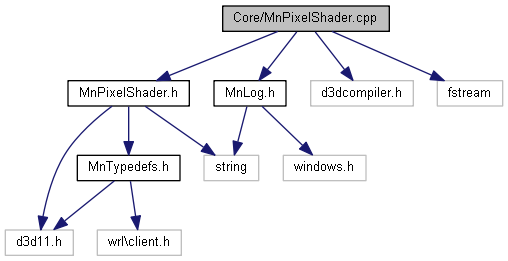 Core/MnPixelShader.cpp
MnPixelShader.h
MnLog.h
d3dcompiler.h
fstream
MnTypedefs.h
string
windows.h
d3d11.h
wrl\client.h